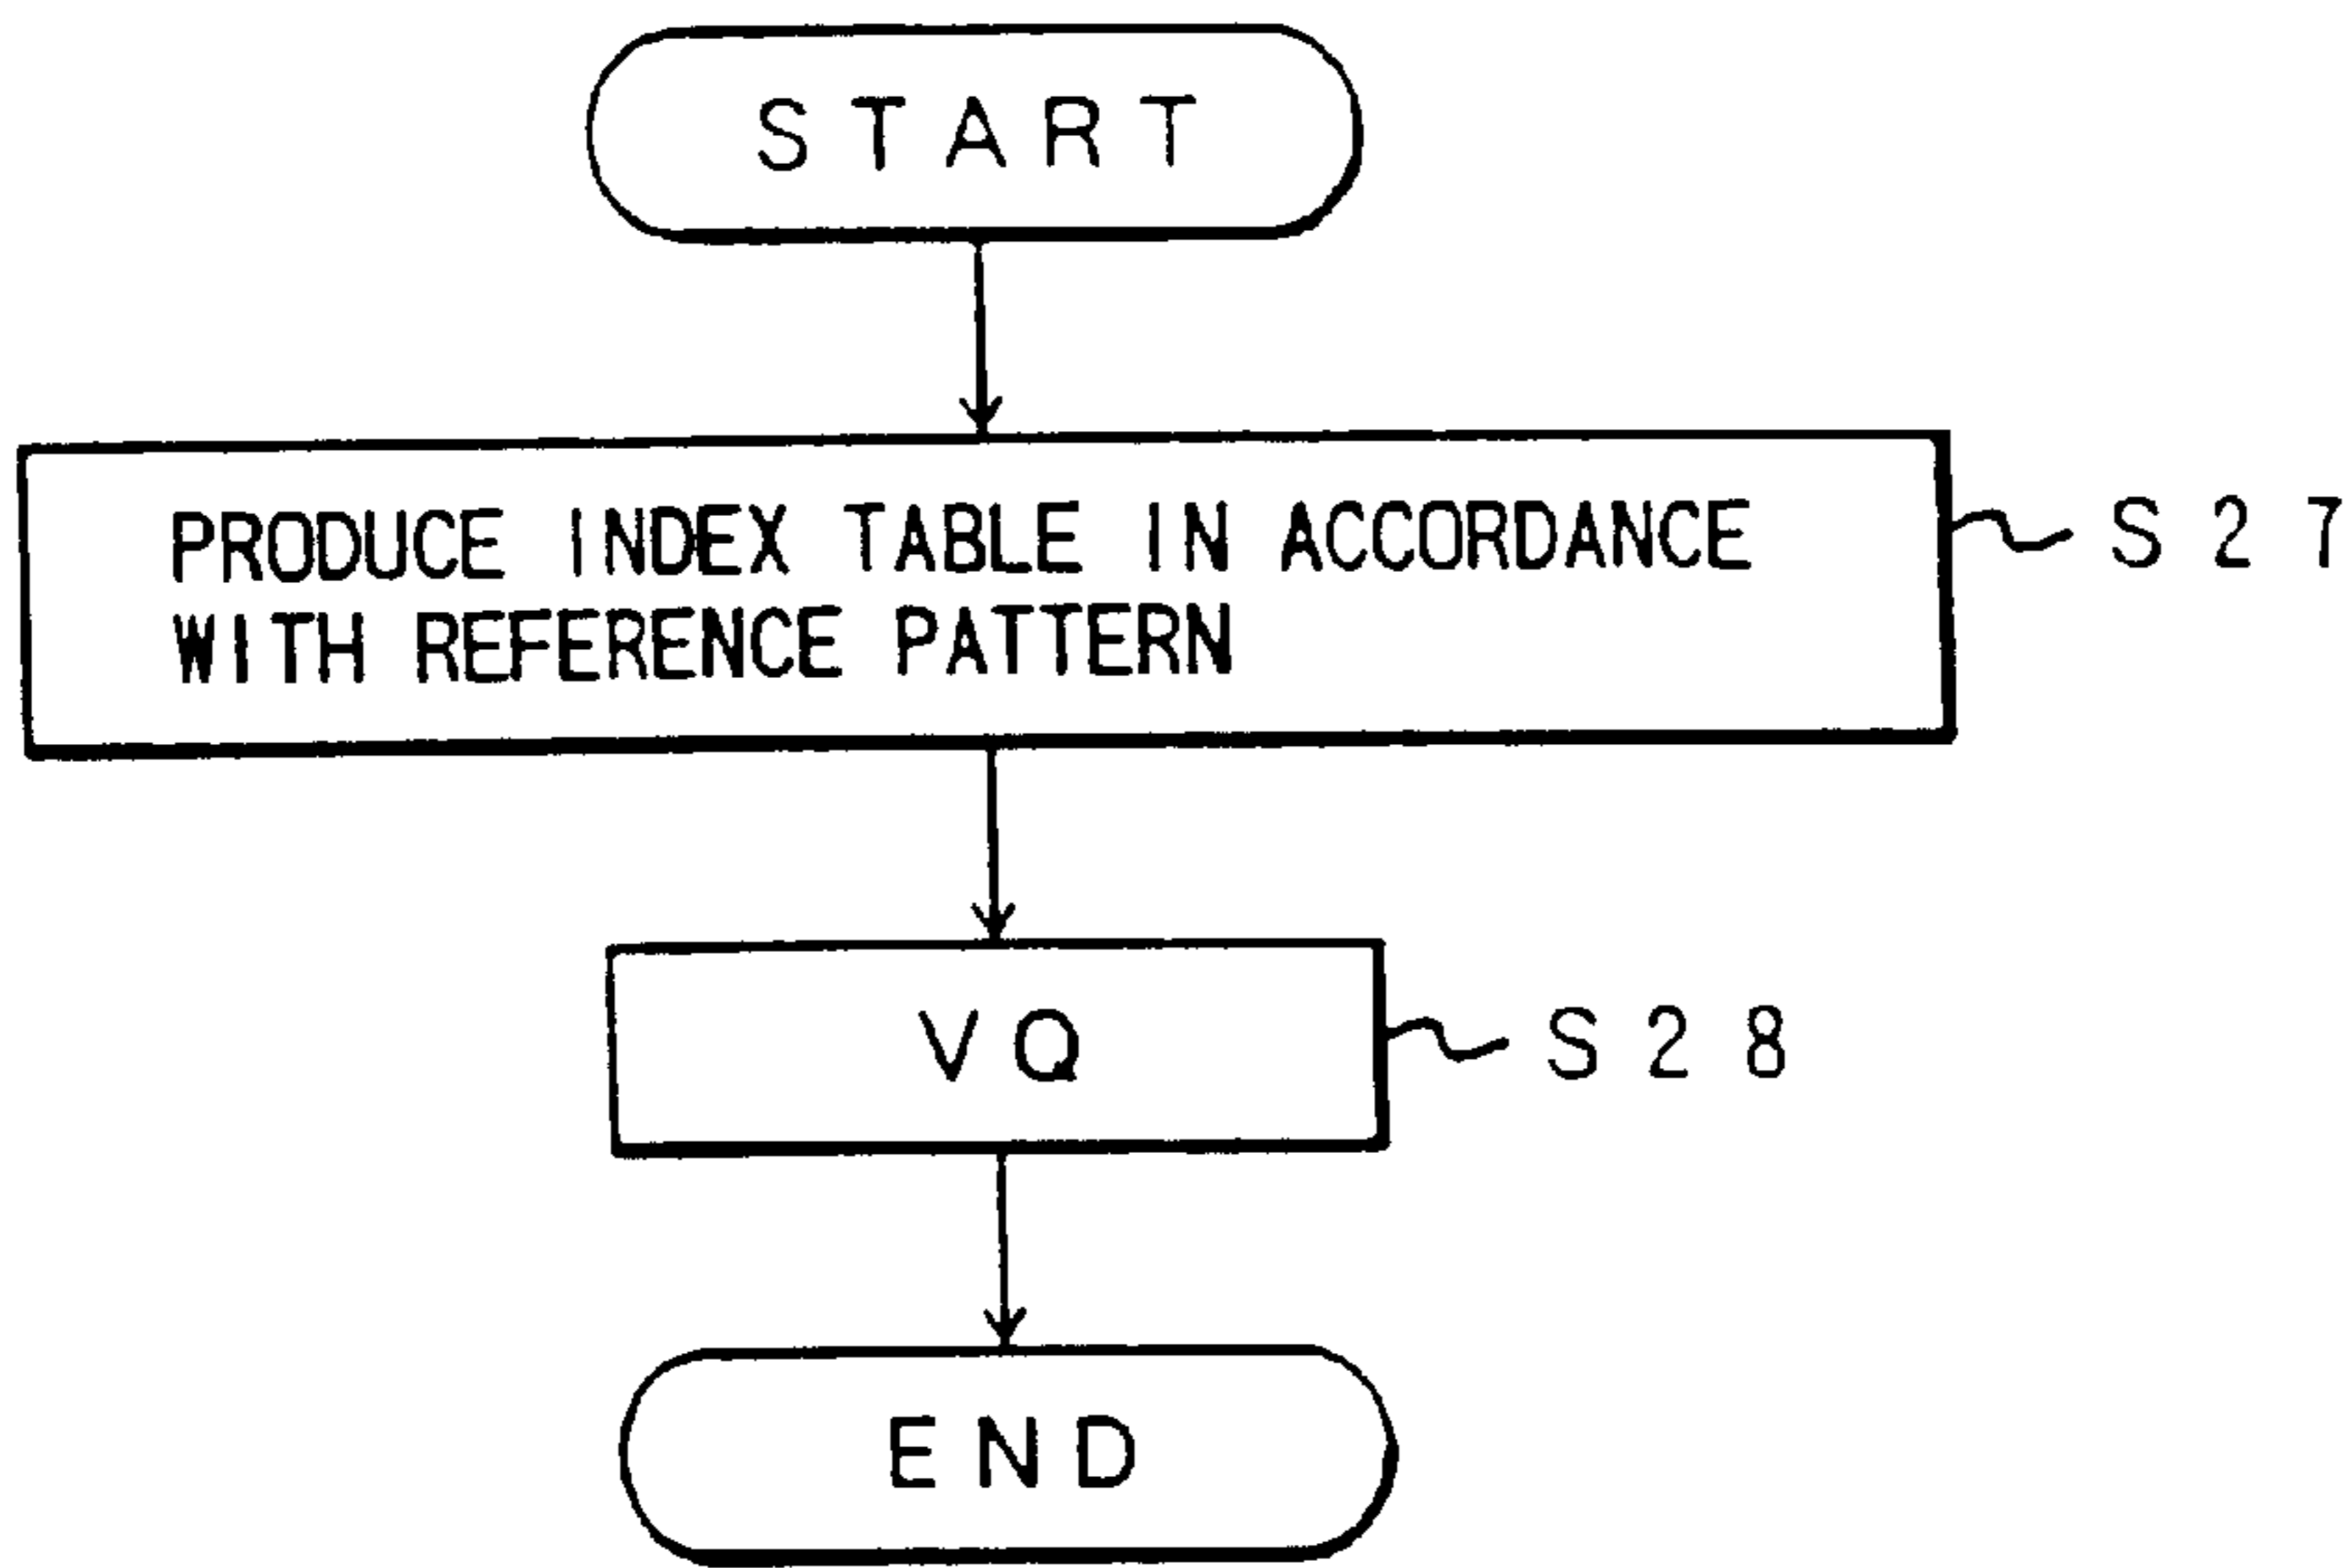 START
PRODUCE INDEX TABLE IN ACCORDANCE
WITH REFERENCE PATTERN
S27
VQ
S28
END